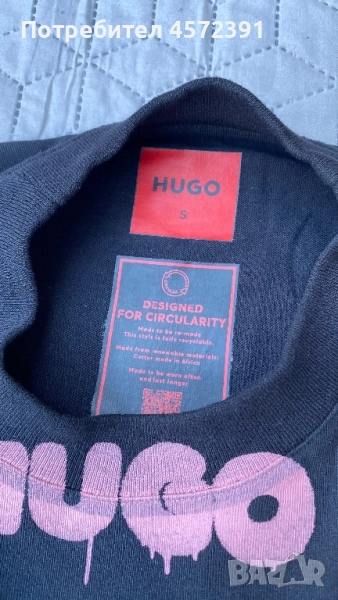 Потребител 4572391
HUGO
S
DESIGNED
FOR CIRCULARITY
Made to be re-made
This style is fully recyclable.
Made from renewable materials:
Cotton made in Africa
Made to be worn often
and last longer
HUGO
BAZAR